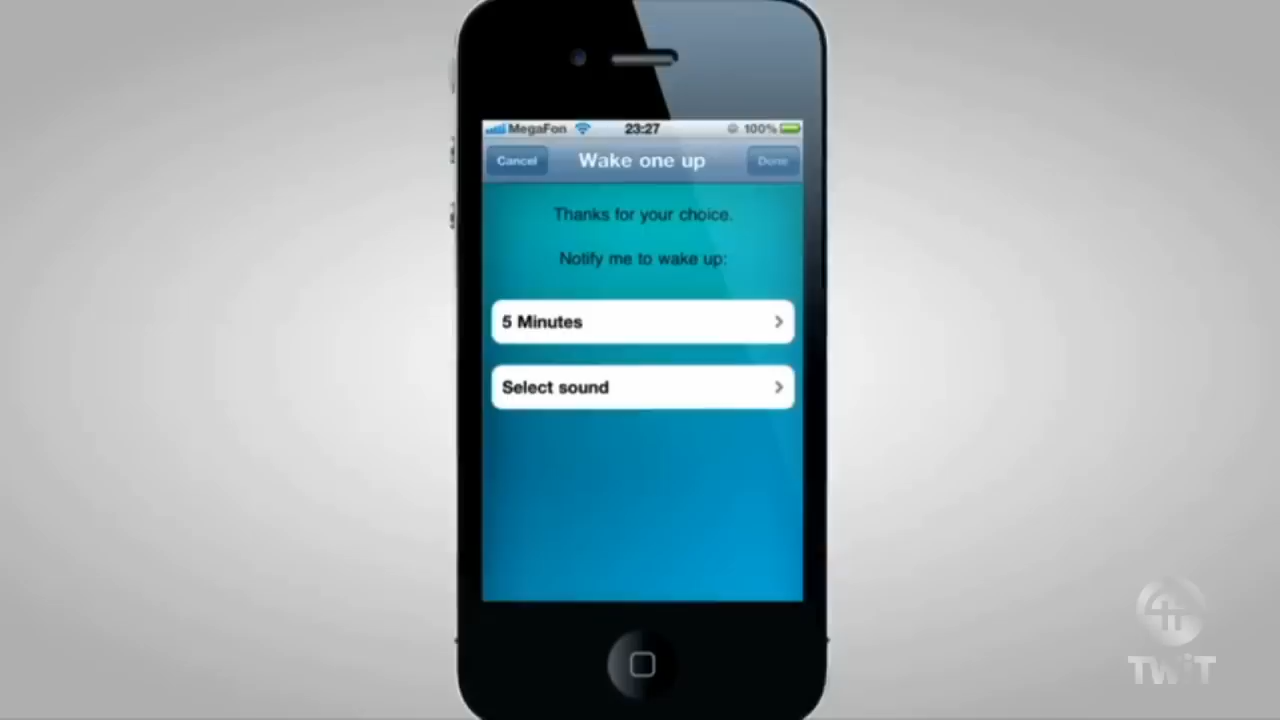 MegaFon 23:27 100%
Cancel Wake one up Done
Thanks for your choice.
Notify me to wake up:
5 Minutes
Select sound
TWiT